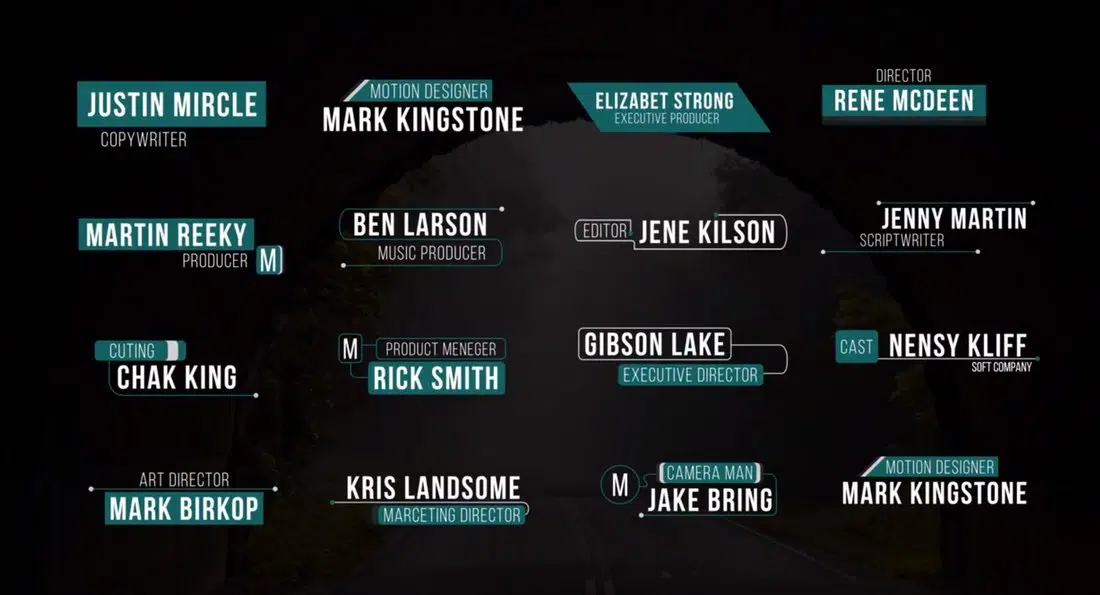 JUSTIN MIRCLE
COPYWRITER
MOTION DESIGNER
MARK KINGSTONE
ELIZABET STRONG
EXECUTIVE PRODUCER
DIRECTOR
RENE MCDEEN
MARTIN REEKY
PRODUCER
M
BEN LARSON
MUSIC PRODUCER
EDITOR
JENE KILSON
JENNY MARTIN
SCRIPTWRITER
CUTING
CHAK KING
M
PRODUCT MENEGER
RICK SMITH
GIBSON LAKE
EXECUTIVE DIRECTOR
CAST
NENSY KLIFF
SOFT COMPANY
ART DIRECTOR
MARK BIRKOP
KRIS LANDSOME
MARCETING DIRECTOR
M
CAMERA MAN
JAKE BRING
MOTION DESIGNER
MARK KINGSTONE